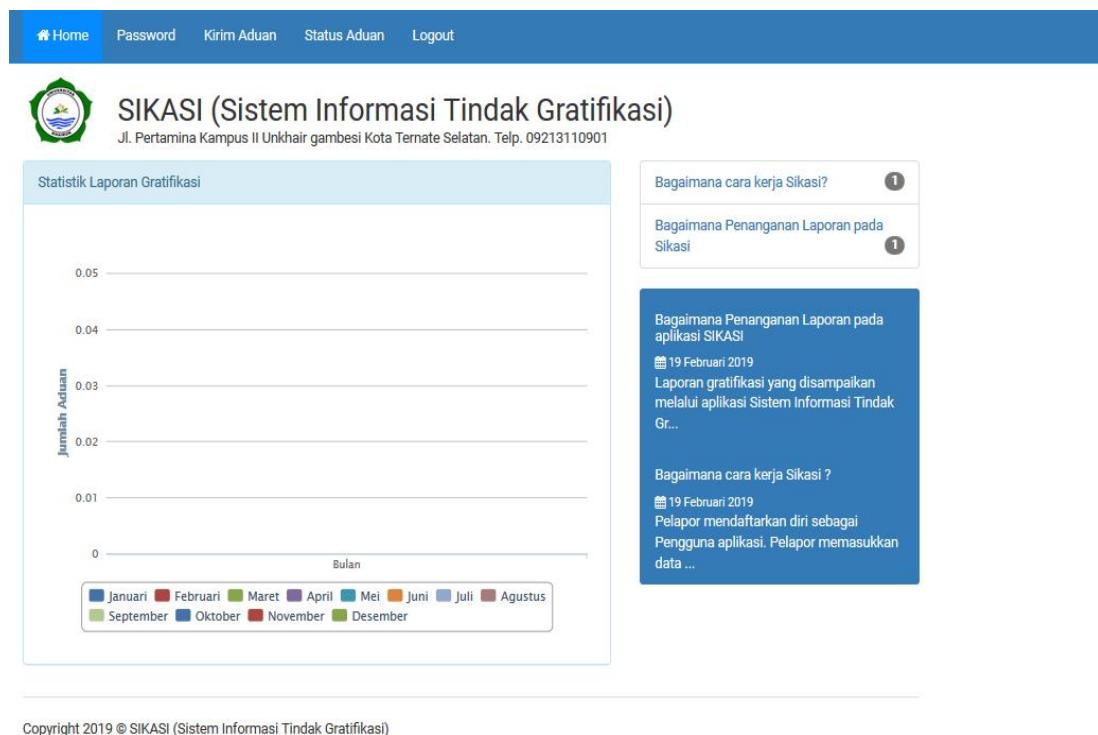 Home Password Kirim Aduan Status Aduan Logout
SIKASI (Sistem Informasi Tindak Gratifikasi)
Jl. Pertamina Kampus II Unkhair gambesi Kota Ternate Selatan. Telp. 09213110901
Statistik Laporan Gratifikasi
0.05
0.04
0.03
0.02
0.01
0
Jumlah Aduan
Bulan
Januari Februari Maret April Mei Juni Juli Agustus
September Oktober November Desember
Bagaimana cara kerja Sikasi? 1
Bagaimana Penanganan Laporan pada
Sikasi 1
Bagaimana Penanganan Laporan pada
aplikasi SIKASI
19 Februari 2019
Laporan gratifikasi yang disampaikan
melalui aplikasi Sistem Informasi Tindak
Gr...
Bagaimana cara kerja Sikasi ?
19 Februari 2019
Pelapor mendaftarkan diri sebagai
Pengguna aplikasi. Pelapor memasukkan
data ...
Copyright 2019 © SIKASI (Sistem Informasi Tindak Gratifikasi)